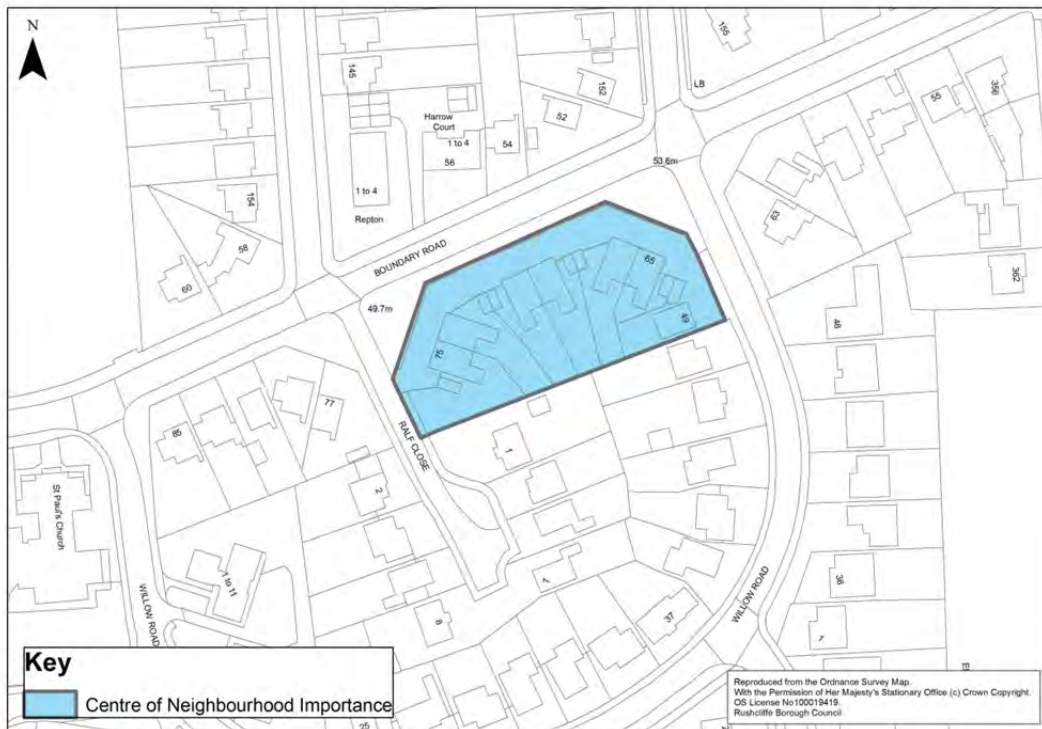 N
155
145
152
LB
55
356
Harrow
Court
52
1 to 4
54
56
53.6m
1 to 4
154
Repton
63
58
BOUNDARY ROAD
65
60
362
49.7m
48
49
75
77
89
RALF CLOSE
1
2
St Paul's Church
1 to 11
1
36
WILLOW ROAD
WILLOW ROAD
8
37
7
25
Key
Centre of Neighbourhood Importance
Reproduced from the Ordnance Survey Map.
With the Permission of Her Majesty's Stationary Office (c) Crown Copyright.
OS License No100019419.
Rushcliffe Borough Council